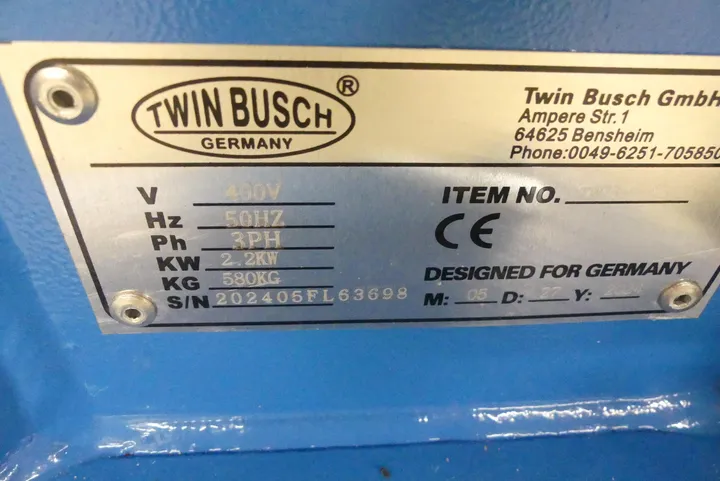 TWIN BUSCH ®
GERMANY
Twin Busch GmbH
Ampere Str.1
64625 Bensheim
Phone:0049-6251-705850
V 400V
Hz 50HZ
Ph 3PH
KW 2.2KW
KG 580KG
S/N 202405FL63698
ITEM NO.
CE
DESIGNED FOR GERMANY
M: 05 D: 27 Y: